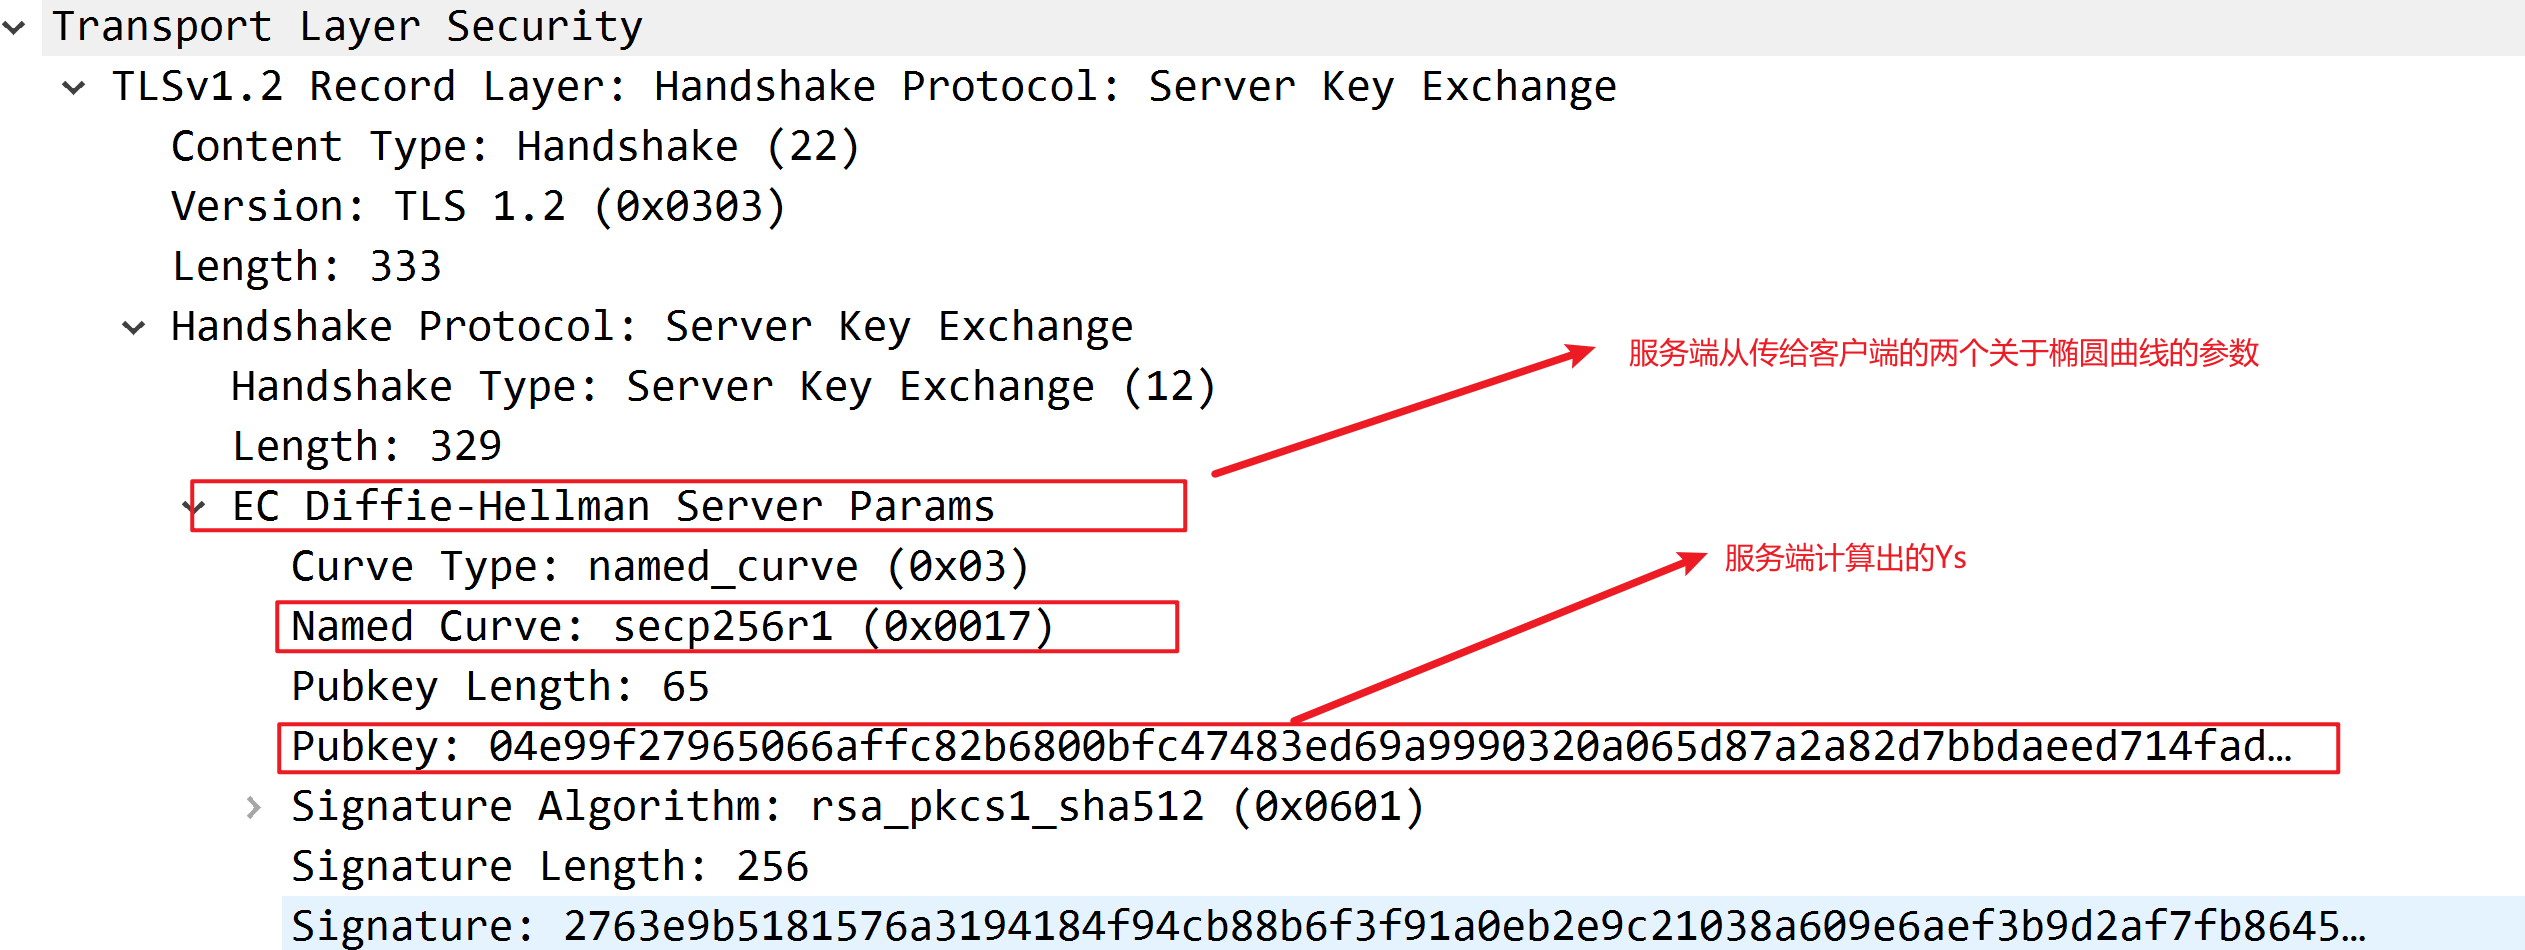 Transport Layer Security
TLSv1.2 Record Layer: Handshake Protocol: Server Key Exchange
Content Type: Handshake (22)
Version: TLS 1.2 (0x0303)
Length: 333
Handshake Protocol: Server Key Exchange
服务端从传给客户端的两个关于椭圆曲线的参数
Handshake Type: Server Key Exchange (12)
Length: 329
EC Diffie-Hellman Server Params
服务端计算出的Ys
Curve Type: named_curve (0x03)
Named Curve: secp256r1 (0x0017)
Pubkey Length: 65
Pubkey: 04e99f27965066affc82b6800bfc47483ed69a9990320a065d87a2a82d7bbdaeed714fad…
Signature Algorithm: rsa_pkcs1_sha512 (0x0601)
Signature Length: 256
Signature: 2763e9b5181576a3194184f94cb88b6f3f91a0eb2e9c21038a609e6aef3b9d2af7fb8645…